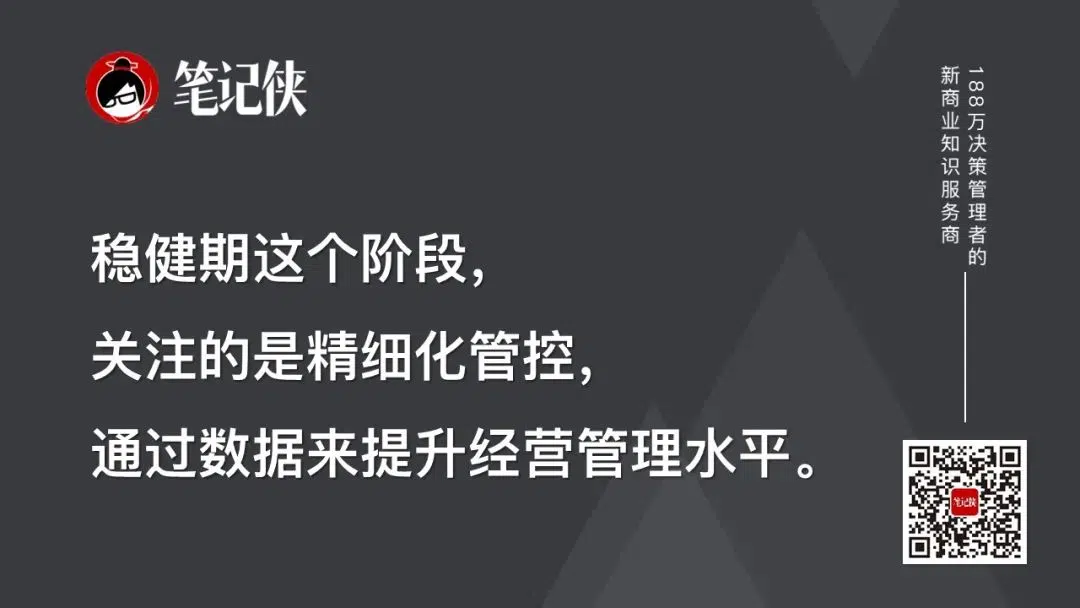 笔记侠
188万决策管理者的
新商业知识服务商
稳健期这个阶段，
关注的是精细化管控，
通过数据来提升经营管理水平。
笔记侠